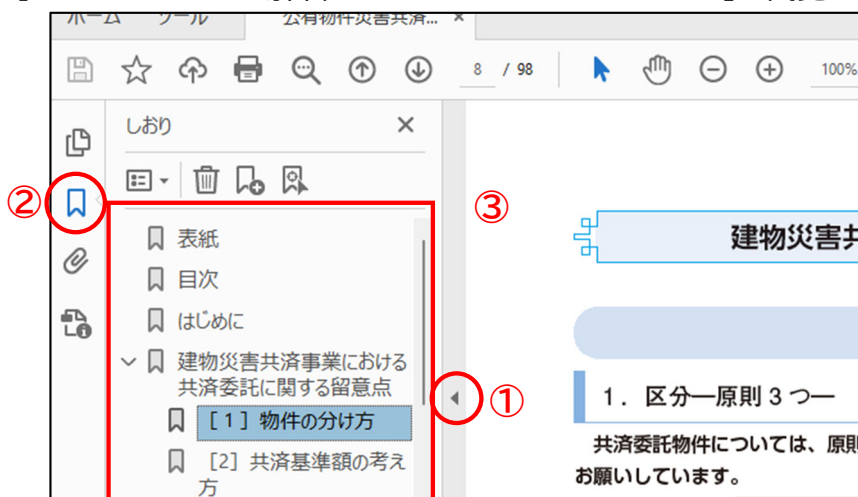 ホーム ツール 公有物件災害共済... ×
8 / 98 100%
しおり ×
②
③
表紙
目次
はじめに
建物災害共済事業における
共済委託に関する留意点
[1] 物件の分け方
[2] 共済基準額の考え
方
①
建物災害共
1. 区分―原則3つ―
共済委託物件については、原則
お願いしています。